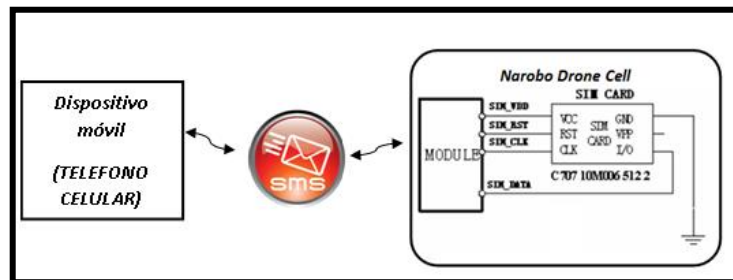 Dispositivo
móvil
(TELEFONO
CELULAR)
sms
Narobo Drone Cell
SIM CARD
MODULE
SIM_VDD
SIM_RST
SIM_CLK
SIM_DATA
VCC GND
RST SIM VPP
CLK CARD I/O
C707 10M006 512 2